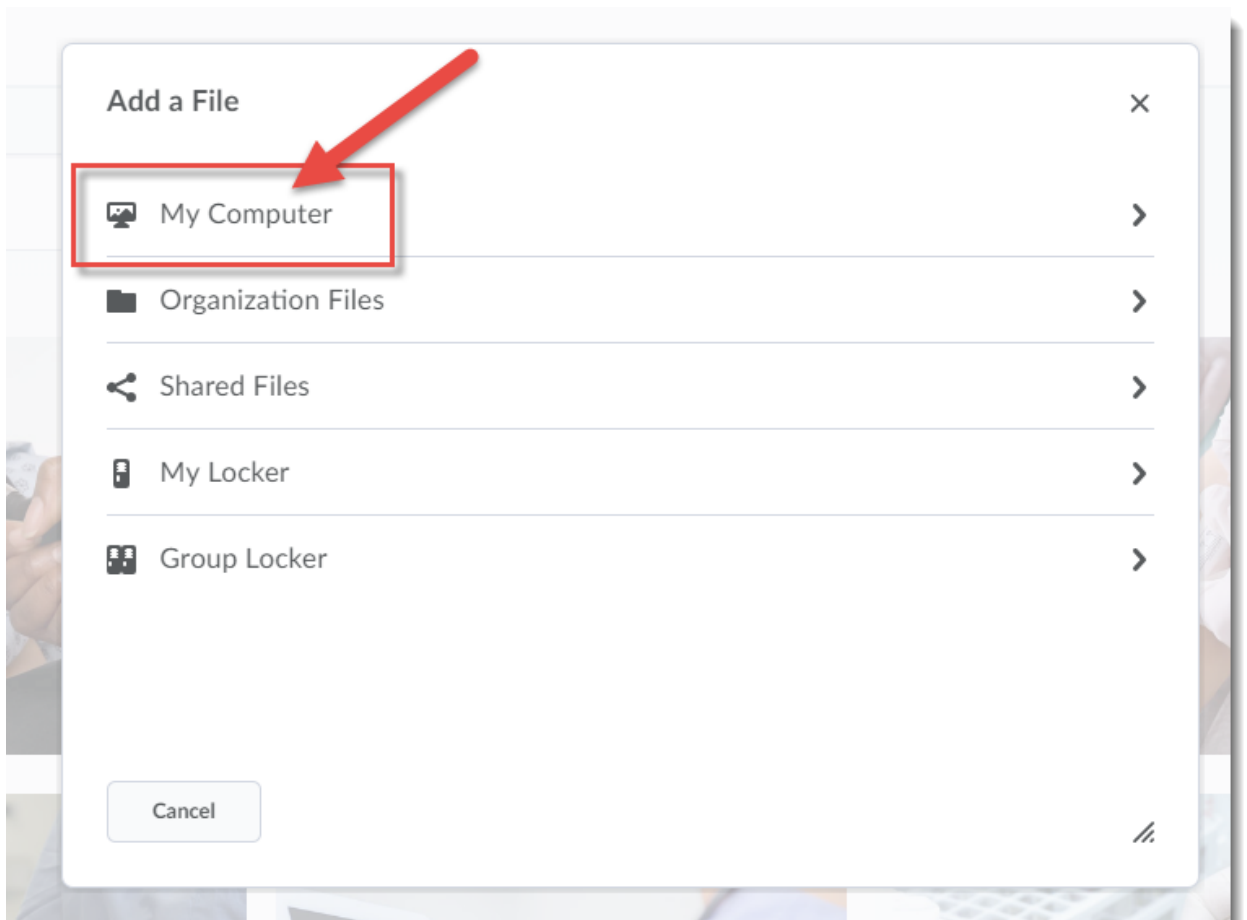 Add a File
My Computer
Organization Files
Shared Files
My Locker
Group Locker
Cancel